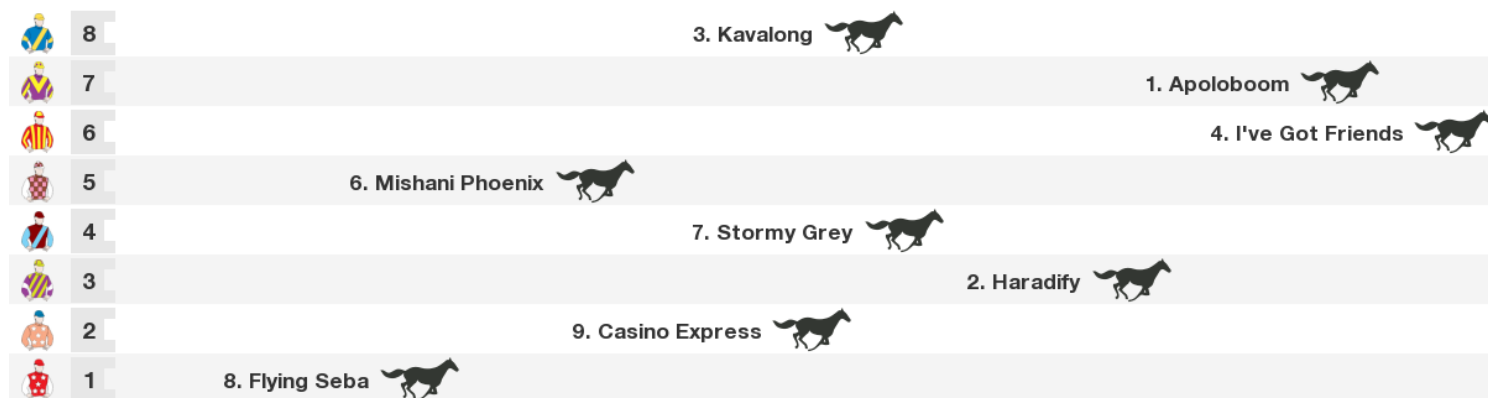 8 3. Kavalong
7 1. Apoloboom
6 4. I've Got Friends
5 6. Mishani Phoenix
4 7. Stormy Grey
3 2. Haradify
2 9. Casino Express
1 8. Flying Seba